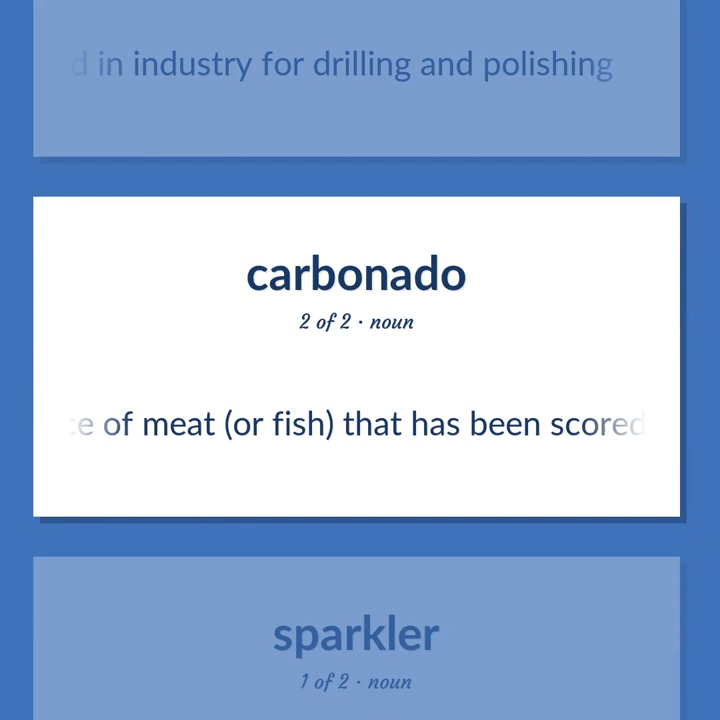 in industry for drilling and polishing
carbonado
2 of 2 · noun
of meat (or fish) that has been scored
sparkler
1 of 2 · noun